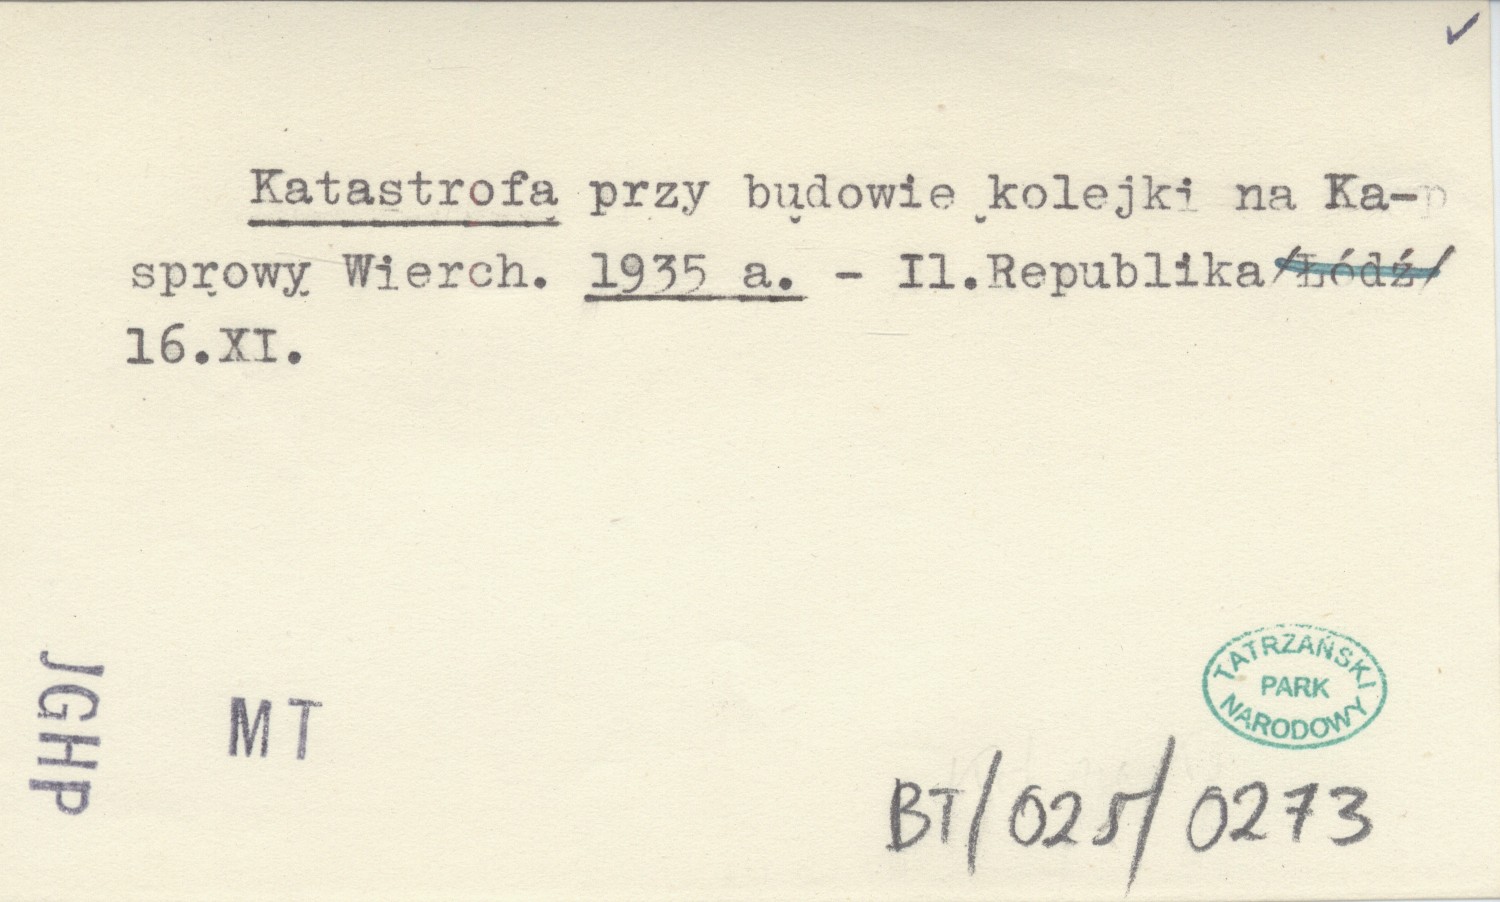 ✓
Katastrofa przy budowie kolejki na Ka-p
sprowy Wierch. 1935 a. - Il.Republika/Łódź/
16.XI.
TATRZAŃSKI
PARK
NARODOWY
JGHP
MT
BT/025/0273